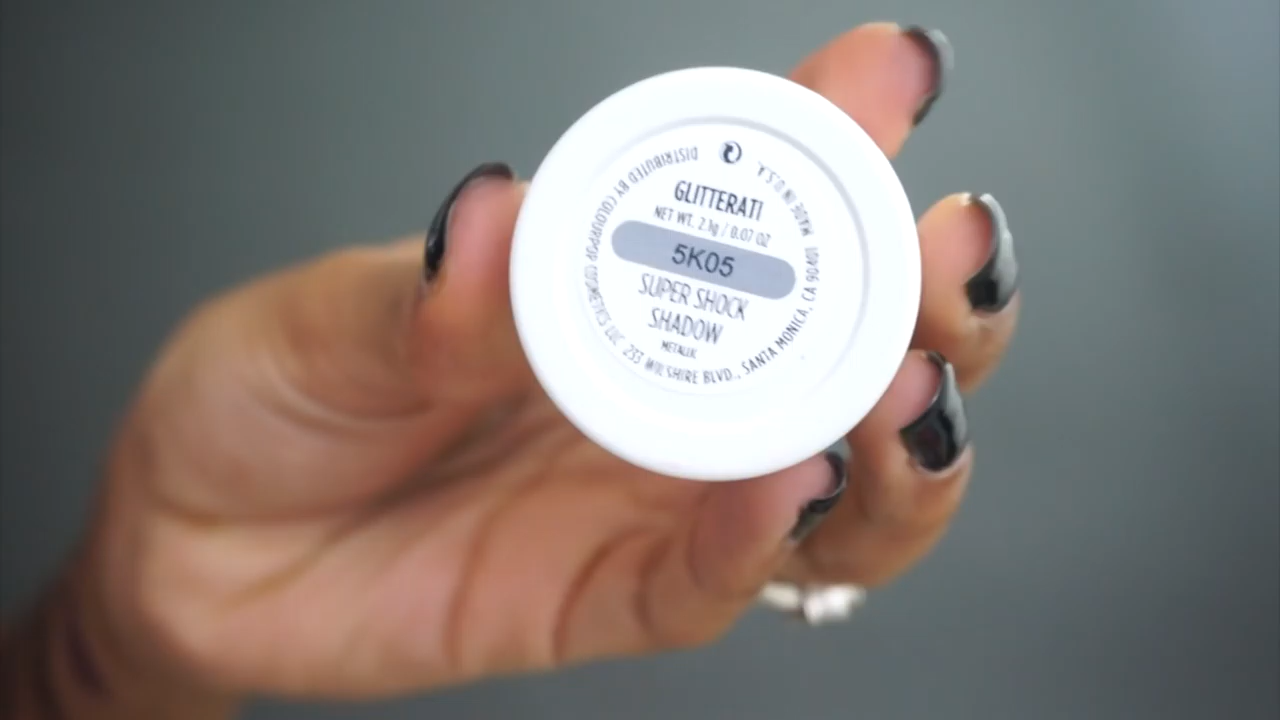 GLITTERATI
NET WT. 2.1g / 0.07 OZ
5K05
SUPER SHOCK
SHADOW
METALLIC
DISTRIBUTED BY COLOURPOP COSMETICS LLC 233 WILSHIRE BLVD., SANTA MONICA, CA 90401 MADE IN U.S.A.